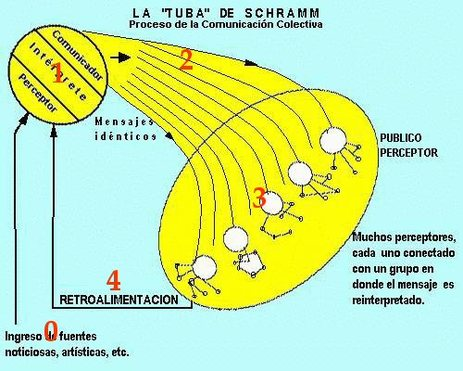 LA "TUBA" DE SCHRAMM
Proceso de la Comunicación Colectiva
Comunicador
Intérprete
Perceptor
1
2
Mensajes
idénticos
PUBLICO
PERCEPTOR
3
Muchos perceptores,
cada uno conectado
con un grupo en
donde el mensaje es
reinterpretado.
4
RETROALIMENTACION
0
Ingreso de fuentes
noticiosas, artísticas, etc.